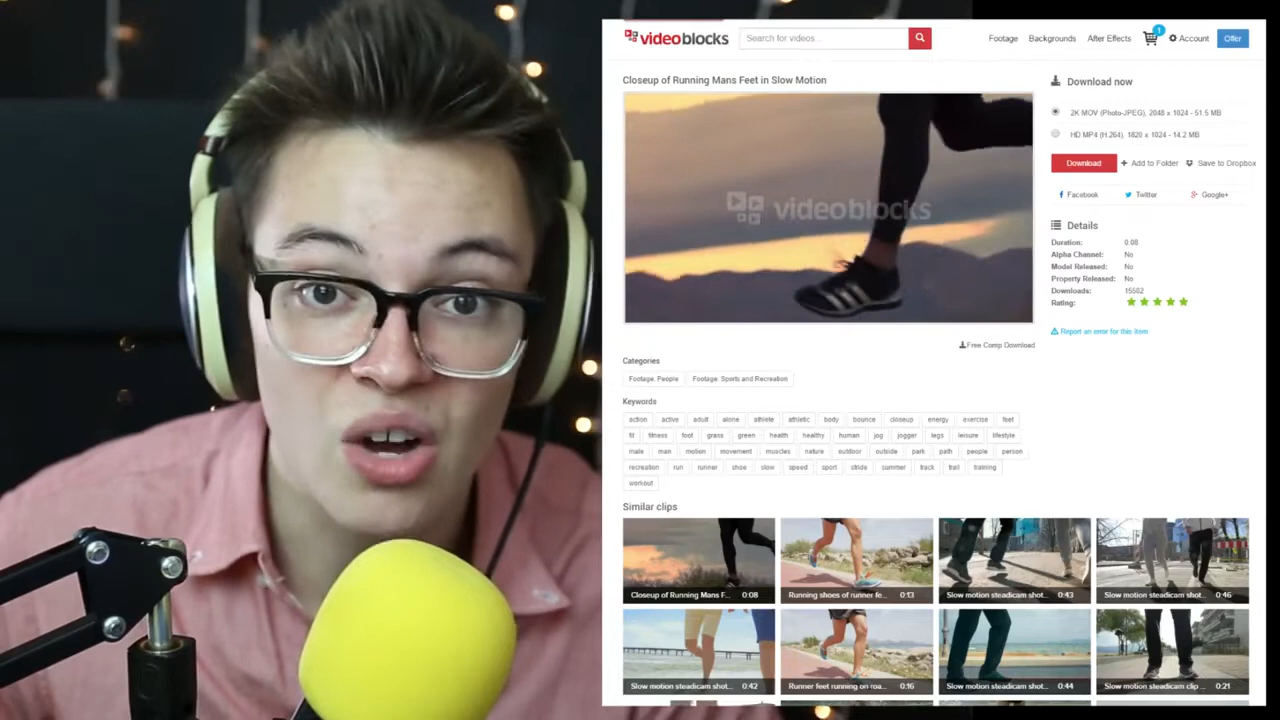 videoblocks
Search for videos...
Footage
Backgrounds
After Effects
1
Account
Offer
Closeup of Running Mans Feet in Slow Motion
videoblocks
Free Comp Download
Download now
2K MOV (Photo-JPEG), 2048 x 1024 - 51.5 MB
HD MP4 (H.264), 1820 x 1024 - 14.2 MB
Download
Add to Folder
Save to Dropbox
Facebook
Twitter
Google+
Details
Duration: 0:08
Alpha Channel: No
Model Released: No
Property Released: No
Downloads: 15502
Rating:
Report an error for this item
Categories
Footage: People Footage: Sports and Recreation
Keywords
action active adult alone athlete athletic body bounce closeup energy exercise feet
fit fitness foot grass green health healthy human jog jogger legs leisure lifestyle
male man motion movement muscles nature outdoor outside park path people person
recreation run runner shoe slow speed sport stride summer track trail training
workout
Similar clips
Closeup of Running Mans F... 0:08
Running shoes of runner fe... 0:13
Slow motion steadicam shot... 0:43
Slow motion steadicam shot... 0:46
Slow motion steadicam shot... 0:42
Runner feet running on roa... 0:16
Slow motion steadicam shot... 0:44
Slow motion steadicam clip ... 0:21